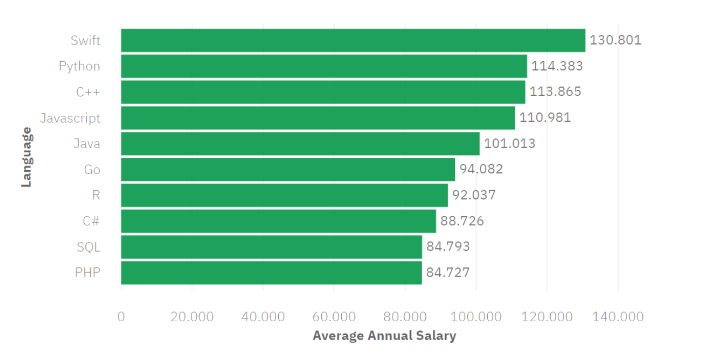 Language
Swift 130.801
Python 114.383
C++ 113.865
Javascript 110.981
Java 101.013
Go 94.082
R 92.037
C# 88.726
SQL 84.793
PHP 84.727
0 20.000 40.000 60.000 80.000 100.000 120.000 140.000
Average Annual Salary